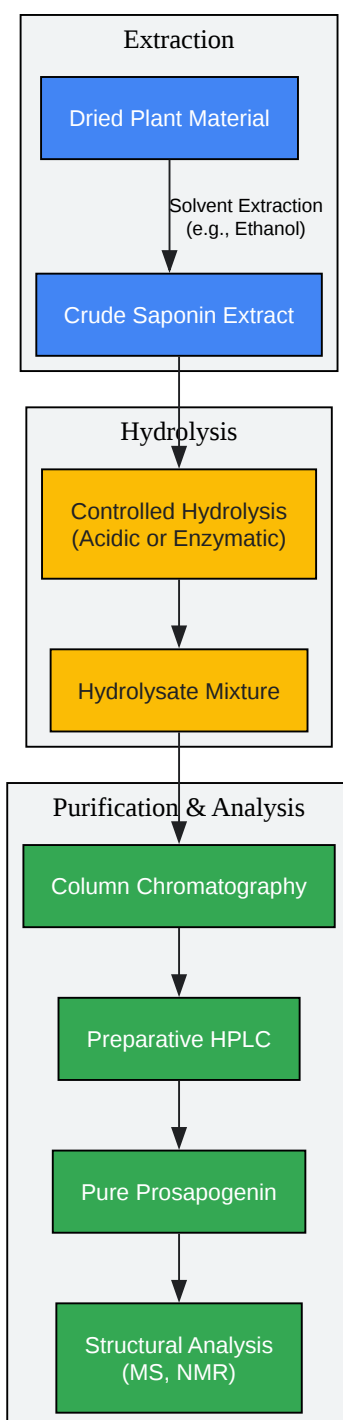 Extraction
Dried Plant Material
Solvent Extraction
(e.g., Ethanol)
Crude Saponin Extract
Hydrolysis
Controlled Hydrolysis
(Acidic or Enzymatic)
Hydrolysate Mixture
Purification & Analysis
Column Chromatography
Preparative HPLC
Pure Prosapogenin
Structural Analysis
(MS, NMR)